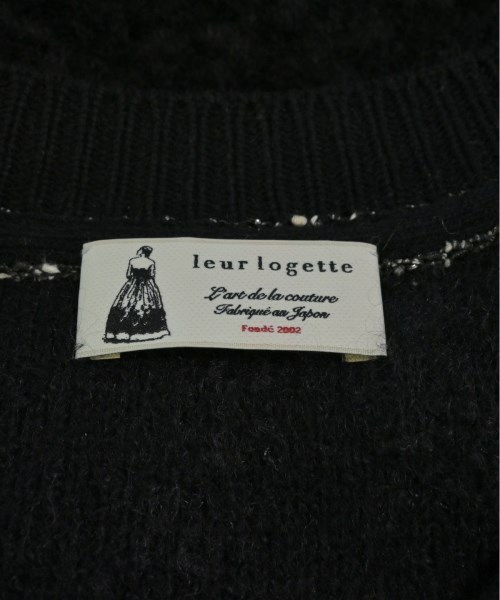 leur logette
L'art de la couture
Fabriqué au Japon
Fondé 2002